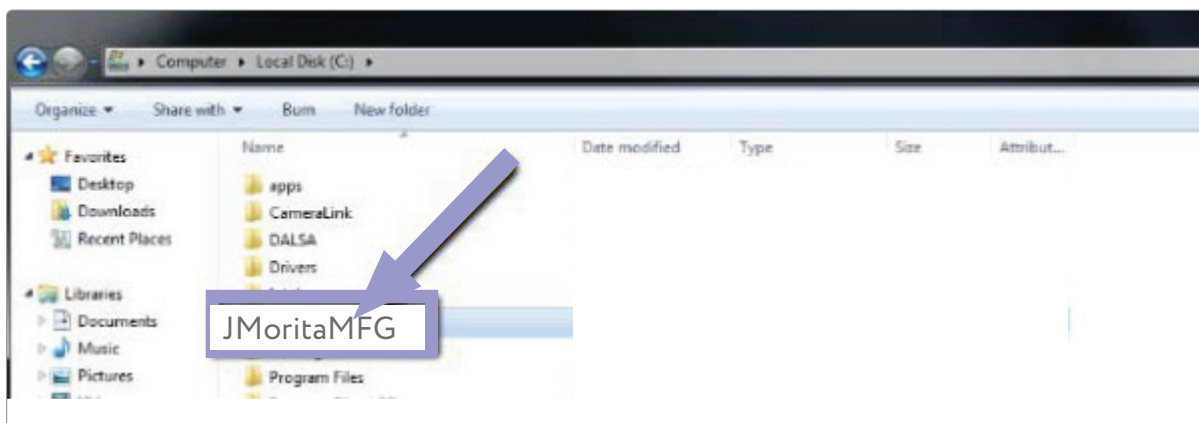 Computer ▸ Local Disk (C:) ▸
Organize Share with Burn New folder
Name Date modified Type Size Attribut...
Favorites
Desktop
Downloads
Recent Places
Libraries
Documents
Music
Pictures
apps
CameraLink
DALSA
Drivers
JMoritaMFG
Program Files